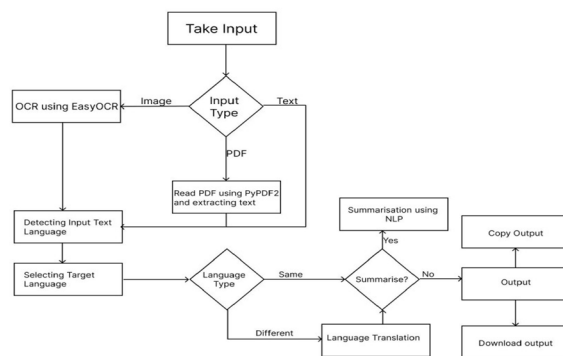 Take Input
Input
Type
Image
Text
PDF
OCR using EasyOCR
Read PDF using PyPDF2
and extracting text
Detecting Input Text
Language
Selecting Target
Language
Language
Type
Same
Different
Language Translation
Summarise?
Yes
No
Summarisation using
NLP
Output
Copy Output
Download output